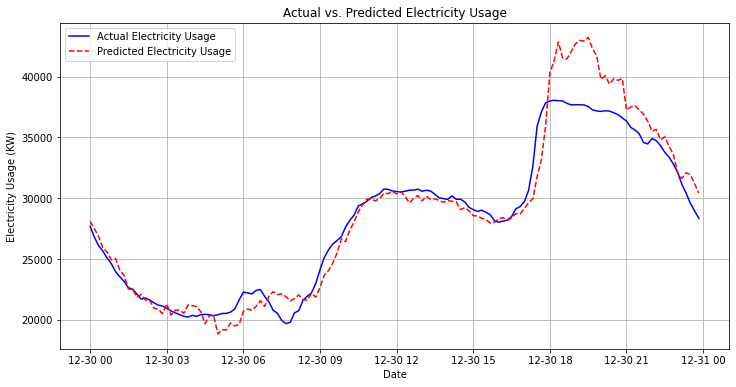 Actual vs. Predicted Electricity Usage
Actual Electricity Usage
Predicted Electricity Usage
Electricty Usage (KW)
40000
35000
30000
25000
20000
12-30 00
12-30 03
12-30 06
12-30 09
12-30 12
12-30 15
12-30 18
12-30 21
12-31 00
Date